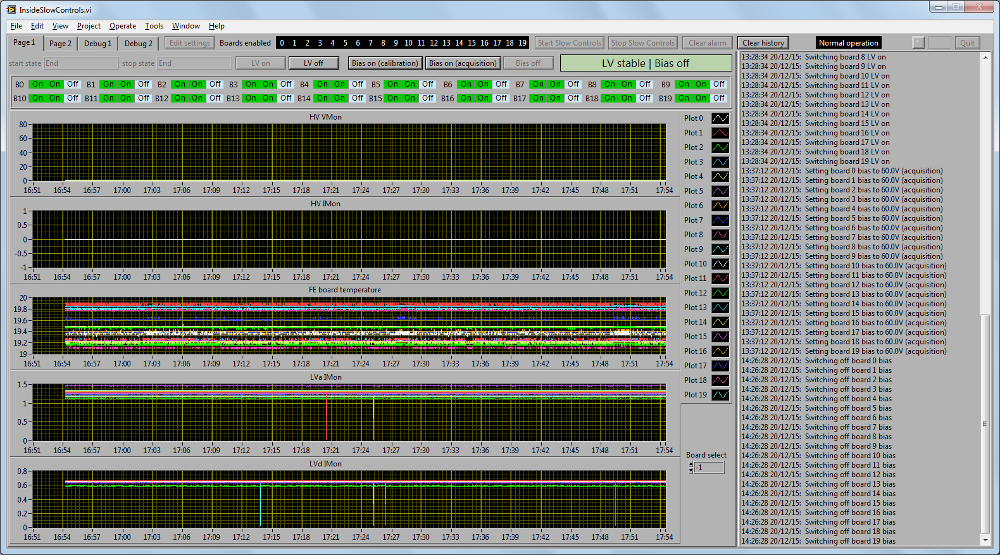 InsideSlowControls.vi
File Edit View Project Operate Tools Window Help
Page 1 Page 2 Debug 1 Debug 2 Edit settings Boards enabled 0 1 2 3 4 5 6 7 8 9 10 11 12 13 14 15 16 17 18 19 Start Slow Controls Stop Slow Controls Clear alarm Clear history Normal operation Quit
start state End stop state End LV on LV off Bias on (calibration) Bias on (acquisition) Bias off LV stable | Bias off
B0 On On Off B1 On On Off B2 On On Off B3 On On Off B4 On On Off B5 On On Off B6 On On Off B7 On On Off B8 On On Off B9 On On Off
B10 On On Off B11 On On Off B12 On On Off B13 On On Off B14 On On Off B15 On On Off B16 On On Off B17 On On Off B18 On On Off B19 On On Off
HV VMon
80
60
40
20
0
16:51 16:54 16:57 17:00 17:03 17:06 17:09 17:12 17:15 17:18 17:21 17:24 17:27 17:30 17:33 17:36 17:39 17:42 17:45 17:48 17:51 17:54
HV IMon
1
0.5
0
-0.5
-1
16:51 16:54 16:57 17:00 17:03 17:06 17:09 17:12 17:15 17:18 17:21 17:24 17:27 17:30 17:33 17:36 17:39 17:42 17:45 17:48 17:51 17:54
FE board temperature
20
19.8
19.6
19.4
19.2
19
16:51 16:54 16:57 17:00 17:03 17:06 17:09 17:12 17:15 17:18 17:21 17:24 17:27 17:30 17:33 17:36 17:39 17:42 17:45 17:48 17:51 17:54
LVa IMon
1.5
1
0.5
0
16:51 16:54 16:57 17:00 17:03 17:06 17:09 17:12 17:15 17:18 17:21 17:24 17:27 17:30 17:33 17:36 17:39 17:42 17:45 17:48 17:51 17:54
LVd IMon
0.8
0.6
0.4
0.2
0
16:51 16:54 16:57 17:00 17:03 17:06 17:09 17:12 17:15 17:18 17:21 17:24 17:27 17:30 17:33 17:36 17:39 17:42 17:45 17:48 17:51 17:54
Plot 0
Plot 1
Plot 2
Plot 3
Plot 4
Plot 5
Plot 6
Plot 7
Plot 8
Plot 9
Plot 10
Plot 11
Plot 12
Plot 13
Plot 14
Plot 15
Plot 16
Plot 17
Plot 18
Plot 19
Board select
-1
13:28:34 20/12/15: Switching board 8 LV on
13:28:34 20/12/15: Switching board 9 LV on
13:28:34 20/12/15: Switching board 10 LV on
13:28:34 20/12/15: Switching board 11 LV on
13:28:34 20/12/15: Switching board 12 LV on
13:28:34 20/12/15: Switching board 13 LV on
13:28:34 20/12/15: Switching board 14 LV on
13:28:34 20/12/15: Switching board 15 LV on
13:28:34 20/12/15: Switching board 16 LV on
13:28:34 20/12/15: Switching board 17 LV on
13:28:34 20/12/15: Switching board 18 LV on
13:28:34 20/12/15: Switching board 19 LV on
13:37:12 20/12/15: Setting board 0 bias to 60.0V (acquisition)
13:37:12 20/12/15: Setting board 1 bias to 60.0V (acquisition)
13:37:12 20/12/15: Setting board 2 bias to 60.0V (acquisition)
13:37:12 20/12/15: Setting board 3 bias to 60.0V (acquisition)
13:37:12 20/12/15: Setting board 4 bias to 60.0V (acquisition)
13:37:12 20/12/15: Setting board 5 bias to 60.0V (acquisition)
13:37:12 20/12/15: Setting board 6 bias to 60.0V (acquisition)
13:37:12 20/12/15: Setting board 7 bias to 60.0V (acquisition)
13:37:12 20/12/15: Setting board 8 bias to 60.0V (acquisition)
13:37:12 20/12/15: Setting board 9 bias to 60.0V (acquisition)
13:37:12 20/12/15: Setting board 10 bias to 60.0V (acquisition)
13:37:12 20/12/15: Setting board 11 bias to 60.0V (acquisition)
13:37:12 20/12/15: Setting board 12 bias to 60.0V (acquisition)
13:37:12 20/12/15: Setting board 13 bias to 60.0V (acquisition)
13:37:12 20/12/15: Setting board 14 bias to 60.0V (acquisition)
13:37:12 20/12/15: Setting board 15 bias to 60.0V (acquisition)
13:37:12 20/12/15: Setting board 16 bias to 60.0V (acquisition)
13:37:12 20/12/15: Setting board 17 bias to 60.0V (acquisition)
13:37:12 20/12/15: Setting board 18 bias to 60.0V (acquisition)
13:37:12 20/12/15: Setting board 19 bias to 60.0V (acquisition)
14:26:28 20/12/15: Switching off board 0 bias
14:26:28 20/12/15: Switching off board 1 bias
14:26:28 20/12/15: Switching off board 2 bias
14:26:28 20/12/15: Switching off board 3 bias
14:26:28 20/12/15: Switching off board 4 bias
14:26:28 20/12/15: Switching off board 5 bias
14:26:28 20/12/15: Switching off board 6 bias
14:26:28 20/12/15: Switching off board 7 bias
14:26:28 20/12/15: Switching off board 8 bias
14:26:28 20/12/15: Switching off board 9 bias
14:26:28 20/12/15: Switching off board 10 bias
14:26:28 20/12/15: Switching off board 11 bias
14:26:28 20/12/15: Switching off board 12 bias
14:26:28 20/12/15: Switching off board 13 bias
14:26:28 20/12/15: Switching off board 14 bias
14:26:28 20/12/15: Switching off board 15 bias
14:26:28 20/12/15: Switching off board 16 bias
14:26:28 20/12/15: Switching off board 17 bias
14:26:28 20/12/15: Switching off board 18 bias
14:26:28 20/12/15: Switching off board 19 bias